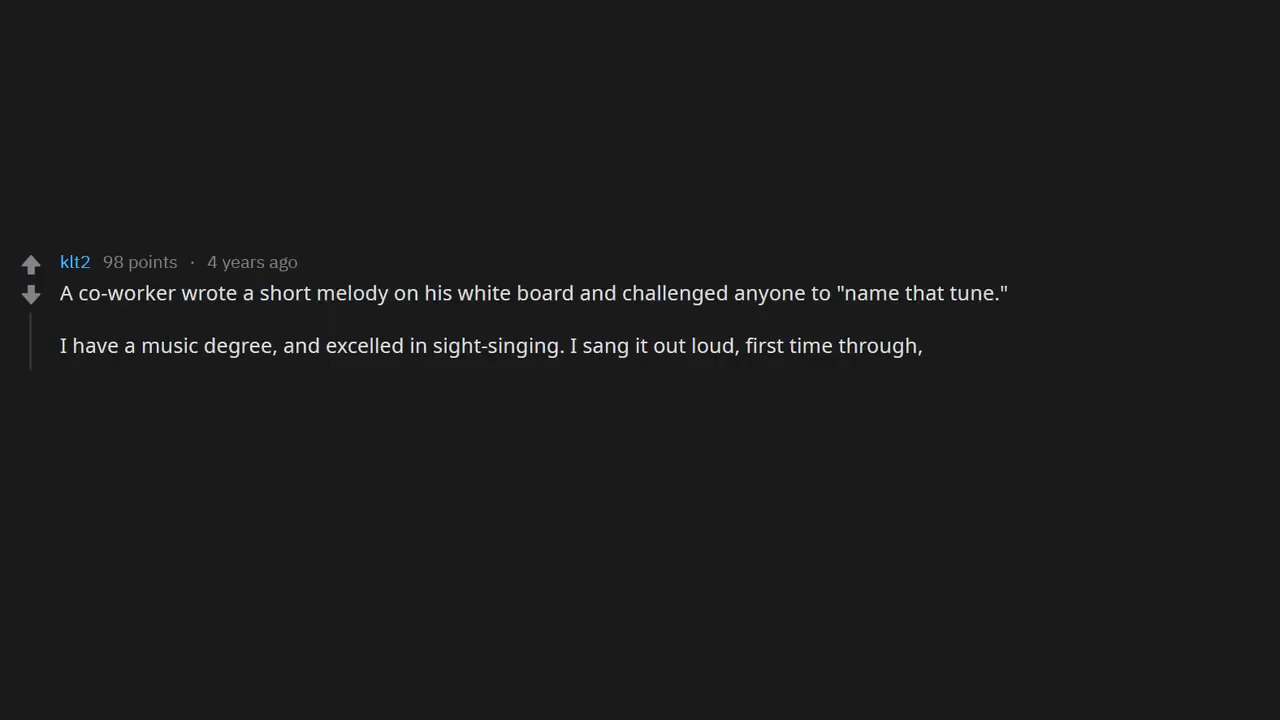 klt2 98 points · 4 years ago
A co-worker wrote a short melody on his white board and challenged anyone to "name that tune."
I have a music degree, and excelled in sight-singing. I sang it out loud, first time through,